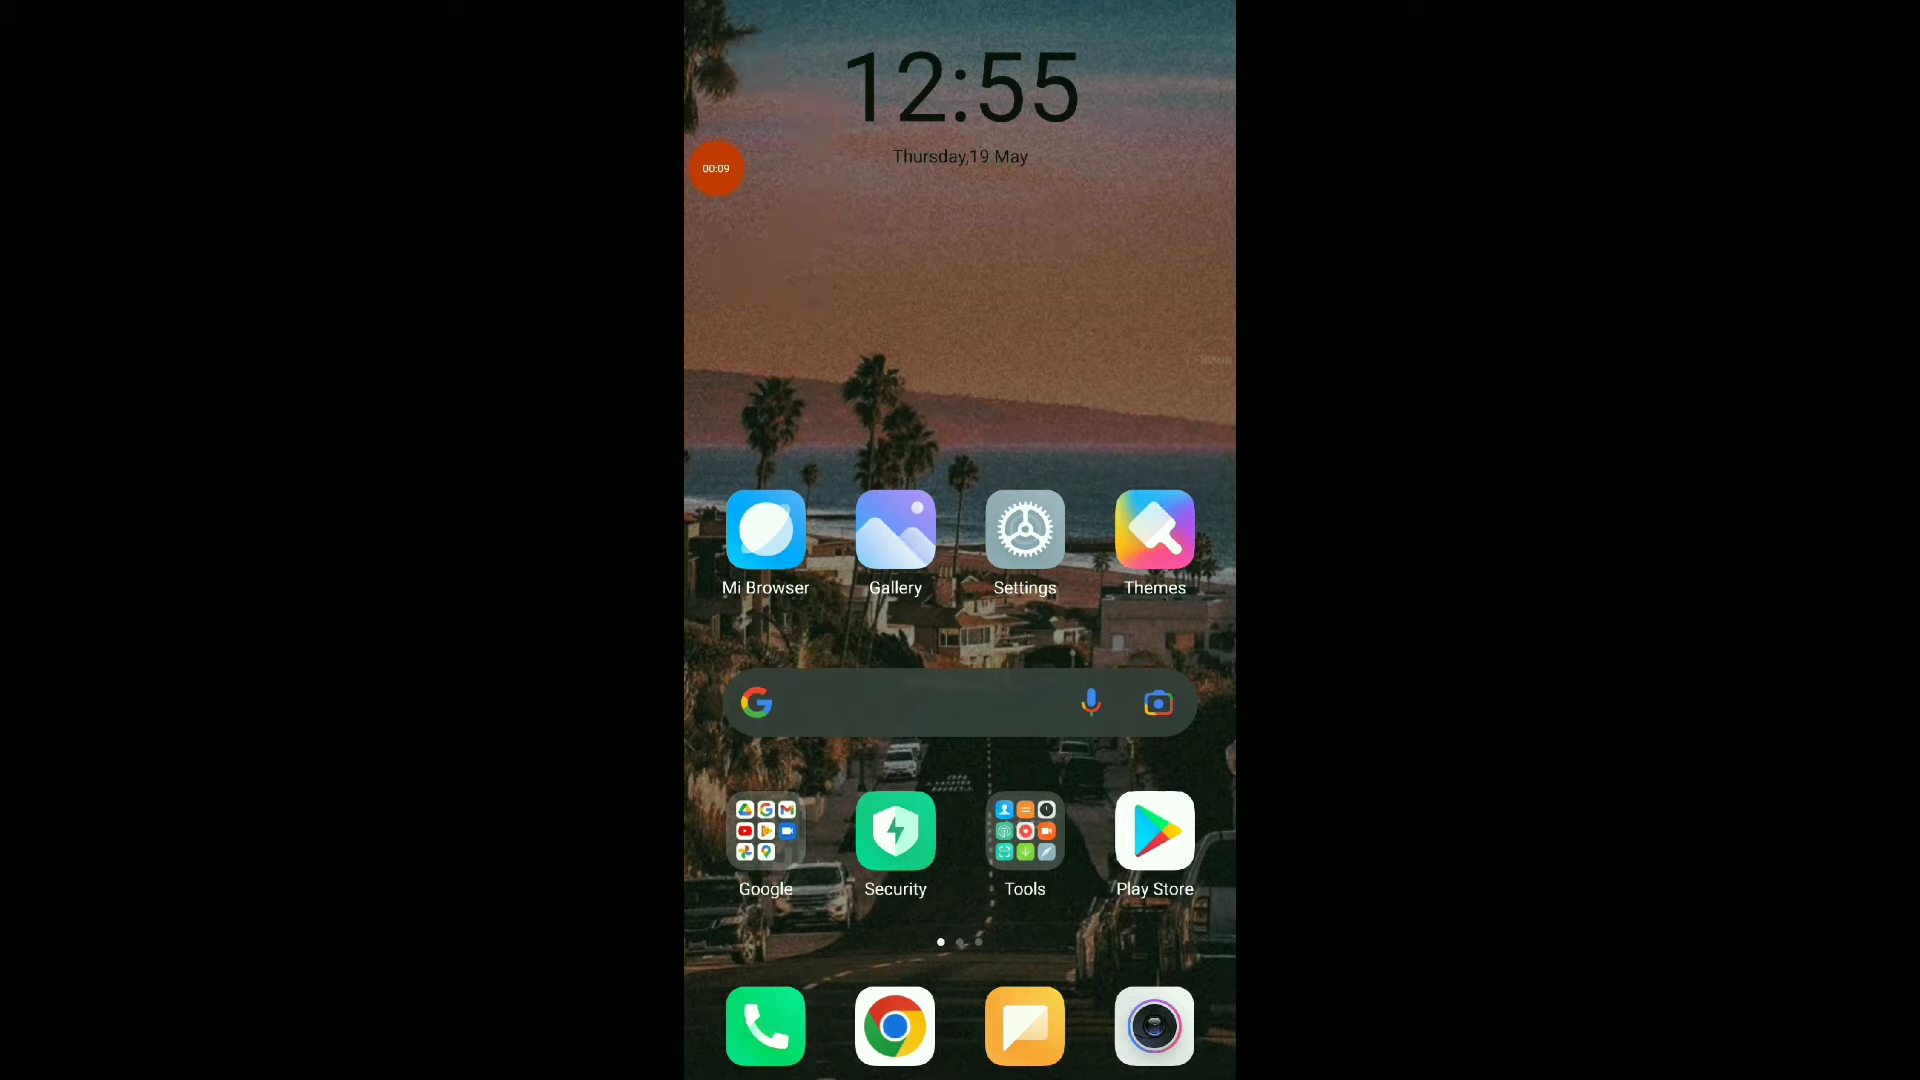 12:55
Thursday,19 May
00:09
Mi Browser
Gallery
Settings
Themes
Google
Security
Tools
Play Store